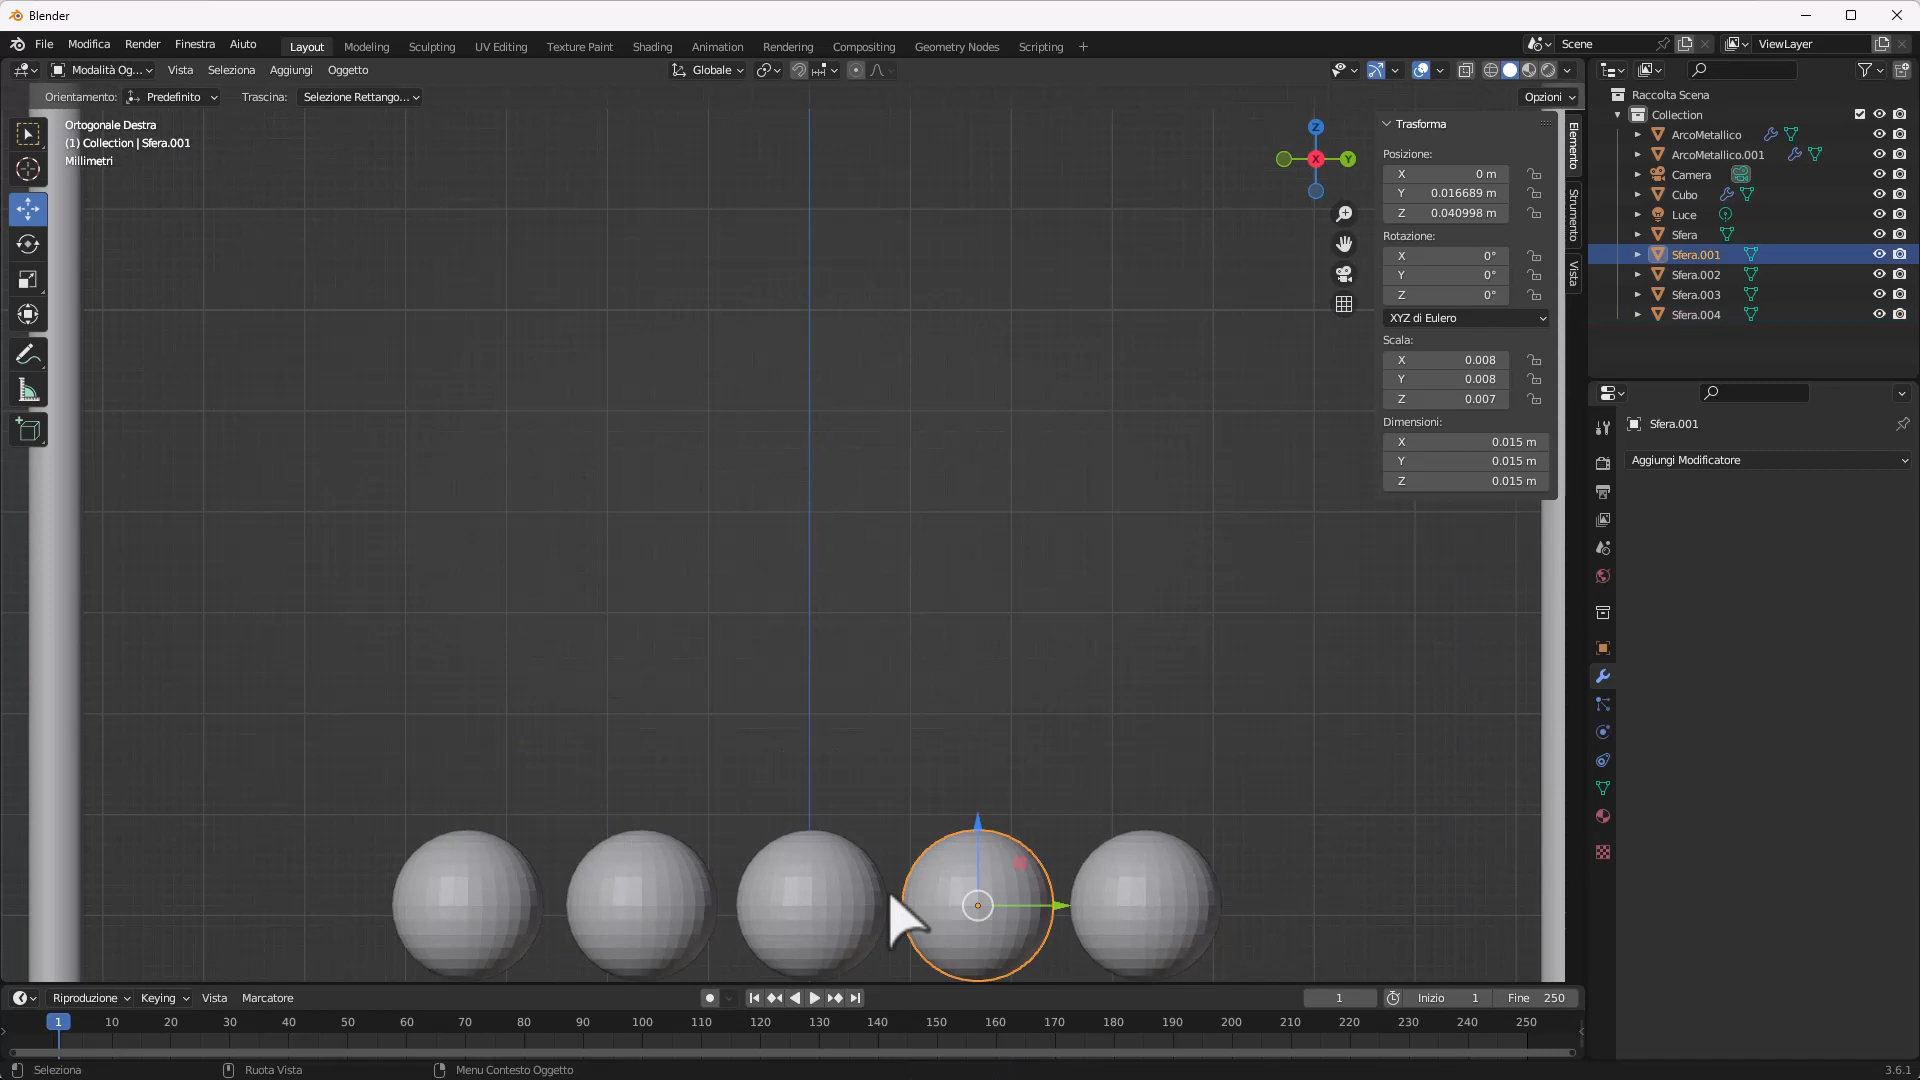 Blender
File Modifica Render Finestra Aiuto Layout Modeling Sculpting UV Editing Texture Paint Shading Animation Rendering Compositing Geometry Nodes Scripting + Scene ViewLayer
Modalità Og... Vista Seleziona Aggiungi Oggetto Globale
Orientamento: Predefinito Trascina: Selezione Rettango... Opzioni
Ortogonale Destra
(1) Collection | Sfera.001
Millimetri
Z
X
Y
Trasforma
Posizione:
X 0 m
Y 0.016689 m
Z 0.040998 m
Rotazione:
X 0°
Y 0°
Z 0°
XYZ di Eulero
Scala:
X 0.008
Y 0.008
Z 0.007
Dimensioni:
X 0.015 m
Y 0.015 m
Z 0.015 m
Elemento
Strumento
Vista
Raccolta Scena
Collection
ArcoMetallico
ArcoMetallico.001
Camera
Cubo
Luce
Sfera
Sfera.001
Sfera.002
Sfera.003
Sfera.004
Sfera.001
Aggiungi Modificatore
Riproduzione Keying Vista Marcatore 1 Inizio 1 Fine 250
1 10 20 30 40 50 60 70 80 90 100 110 120 130 140 150 160 170 180 190 200 210 220 230 240 250
Seleziona Ruota Vista Menu Contesto Oggetto 3.6.1